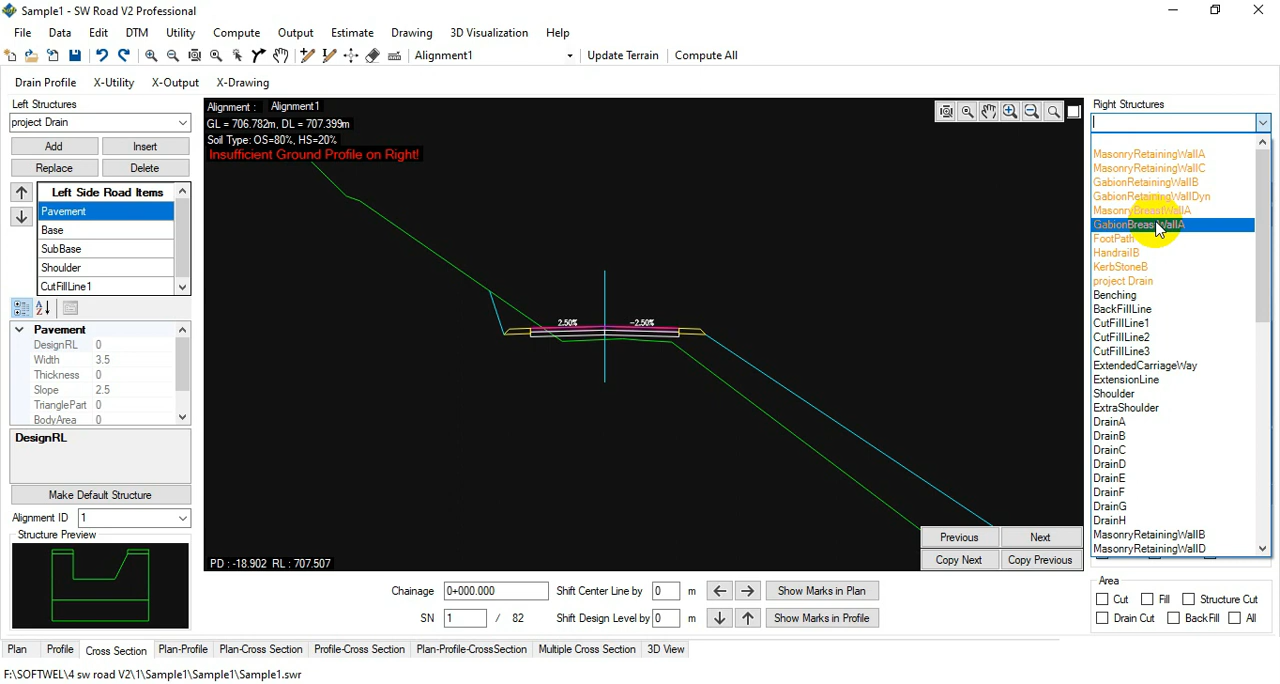 Sample1 - SW Road V2 Professional
File Data Edit DTM Utility Compute Output Estimate Drawing 3D Visualization Help
Alignment1 Update Terrain Compute All
Drain Profile X-Utility X-Output X-Drawing
Left Structures
project Drain
Add Insert
Replace Delete
Left Side Road Items
Pavement
Base
SubBase
Shoulder
CutFillLine1
Pavement
DesignRL 0
Width 3.5
Thickness 0
Slope 2.5
TrianglePart 0
BodyArea 0
DesignRL
Make Default Structure
Alignment ID 1
Structure Preview
Alignment : Alignment1
GL = 706.782m, DL = 707.399m
Soil Type: OS=80%, HS=20%
Insufficient Ground Profile on Right!
2.50% -2.50%
PD : -18.902 RL : 707.507
Previous Next
Copy Next Copy Previous
Right Structures
MasonryRetainingWallA
MasonryRetainingWallC
GabionRetainingWallB
GabionRetainingWallDyn
MasonryBreastWallA
GabionBreastWallA
FootPath
HandrailB
KerbStoneB
project Drain
Benching
BackFillLine
CutFillLine1
CutFillLine2
CutFillLine3
ExtendedCarriageWay
ExtensionLine
Shoulder
ExtraShoulder
DrainA
DrainB
DrainC
DrainD
DrainE
DrainF
DrainG
DrainH
MasonryRetainingWallB
MasonryRetainingWallD
Area
Cut Fill Structure Cut
Drain Cut BackFill All
Chainage 0+000.000 Shift Center Line by 0 m Show Marks in Plan
SN 1 / 82 Shift Design Level by 0 m Show Marks in Profile
Plan Profile Cross Section Plan-Profile Plan-Cross Section Profile-Cross Section Plan-Profile-CrossSection Multiple Cross Section 3D View
F:\SOFTWEL\4 sw road V2\1\Sample1\Sample1\Sample1.swr